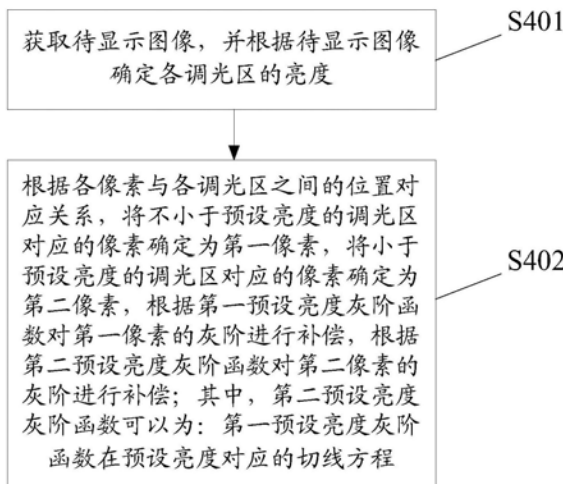 获取待显示图像，并根据待显示图像
确定各调光区的亮度
S401
根据各像素与各调光区之间的位置对
应关系，将不小于预设亮度的调光区
对应的像素确定为第一像素，将小于
预设亮度的调光区对应的像素确定为
第二像素，根据第一预设亮度灰阶函
数对第一像素的灰阶进行补偿，根据
第二预设亮度灰阶函数对第二像素的
灰阶进行补偿；其中，第二预设亮度
灰阶函数可以为：第一预设亮度灰阶
函数在预设亮度对应的切线方程
S402